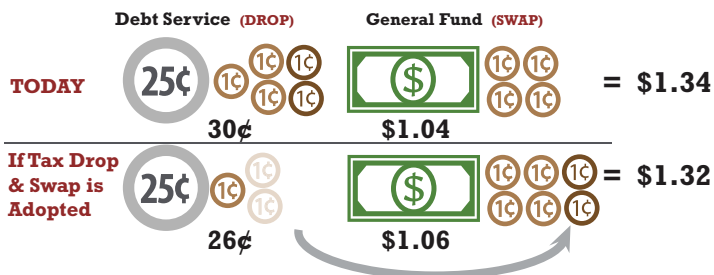 Debt Service (DROP) General Fund (SWAP)
TODAY 25¢ 1¢ 1¢ 1¢ 1¢ 1¢ $ 1¢ 1¢ 1¢ 1¢ = $1.34
30¢ $1.04
If Tax Drop
& Swap is
Adopted
25¢ 1¢ 1¢ 1¢ $ 1¢ 1¢ 1¢ 1¢ 1¢ 1¢ = $1.32
26¢ $1.06